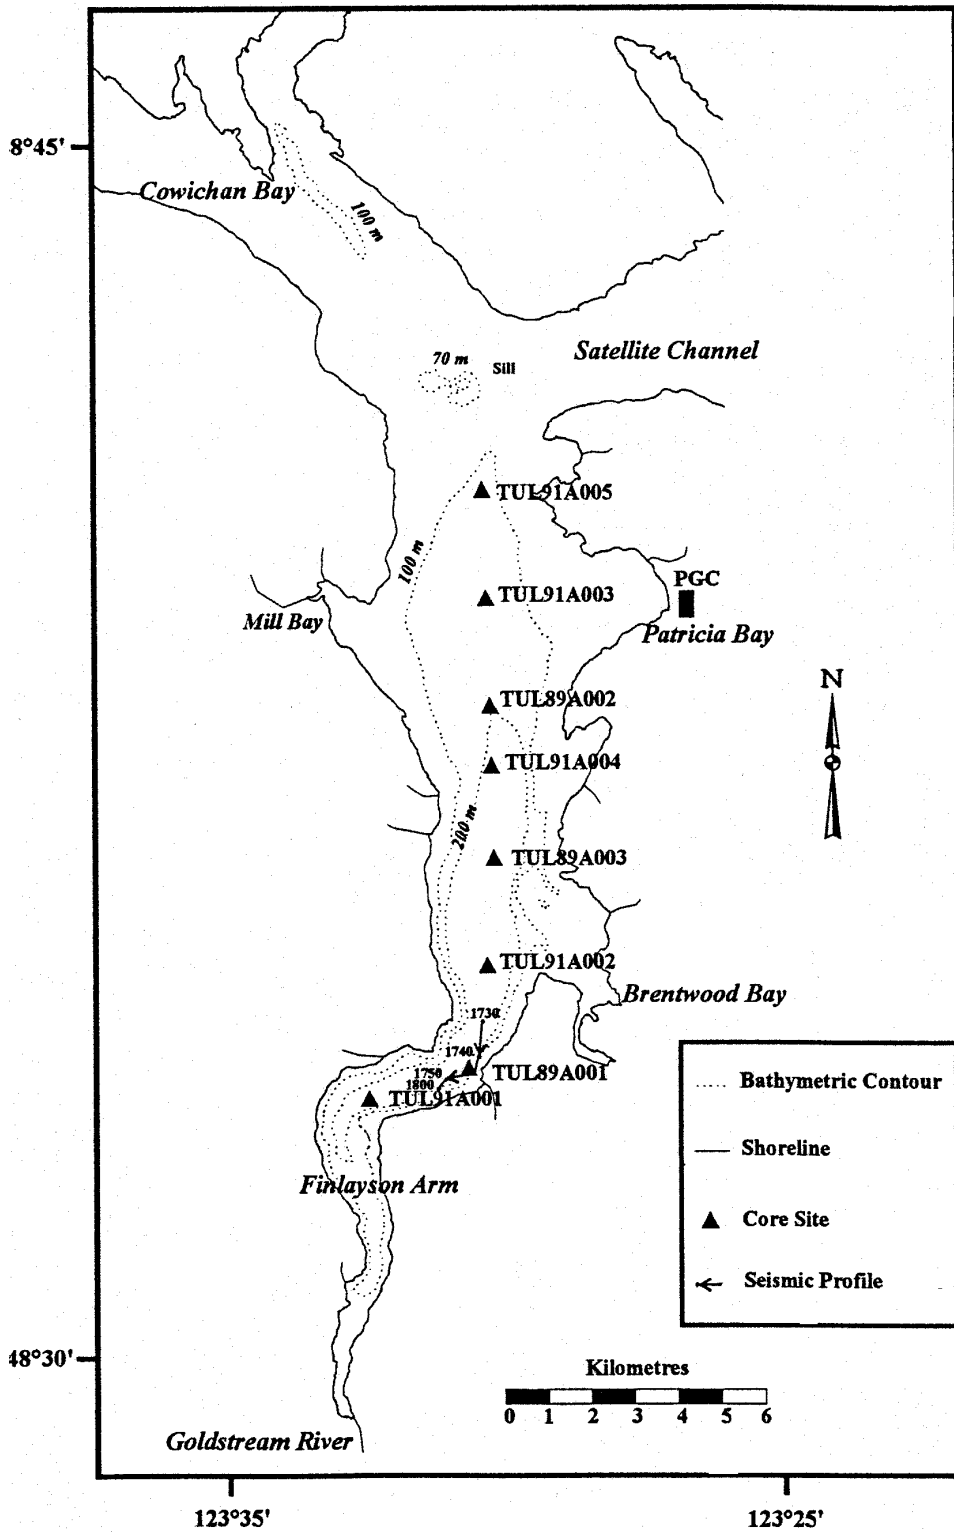 8°45'
Cowichan Bay
100 m
Satellite Channel
70 m
Sill
TUL91A005
100 m
TUL91A003
PGC
Mill Bay
Patricia Bay
N
TUL89A002
TUL91A004
200 m
TUL89A003
TUL91A002
Brentwood Bay
1730
1740
TUL89A001
1750
1800
TUL91A001
Bathymetric Contour
Shoreline
Finlayson Arm
Core Site
Seismic Profile
48°30'
Kilometres
0 1 2 3 4 5 6
Goldstream River
123°35'
123°25'